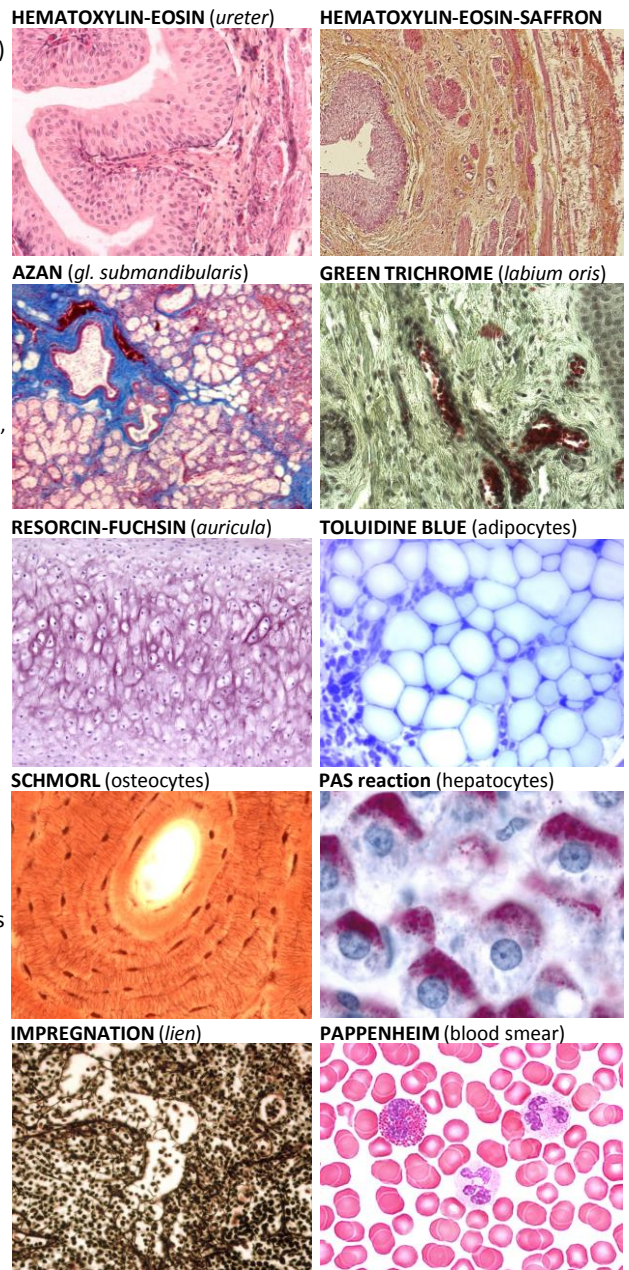 HEMATOXYLIN-EOSIN (ureter)
HEMATOXYLIN-EOSIN-SAFFRON
)
AZAN (gl. submandibularis)
GREEN TRICHROME (labium oris)
,
RESORCIN-FUCHSIN (auricula)
TOLUIDINE BLUE (adipocytes)
SCHMORL (osteocytes)
PAS reaction (hepatocytes)
s
IMPREGNATION (lien)
PAPPENHEIM (blood smear)